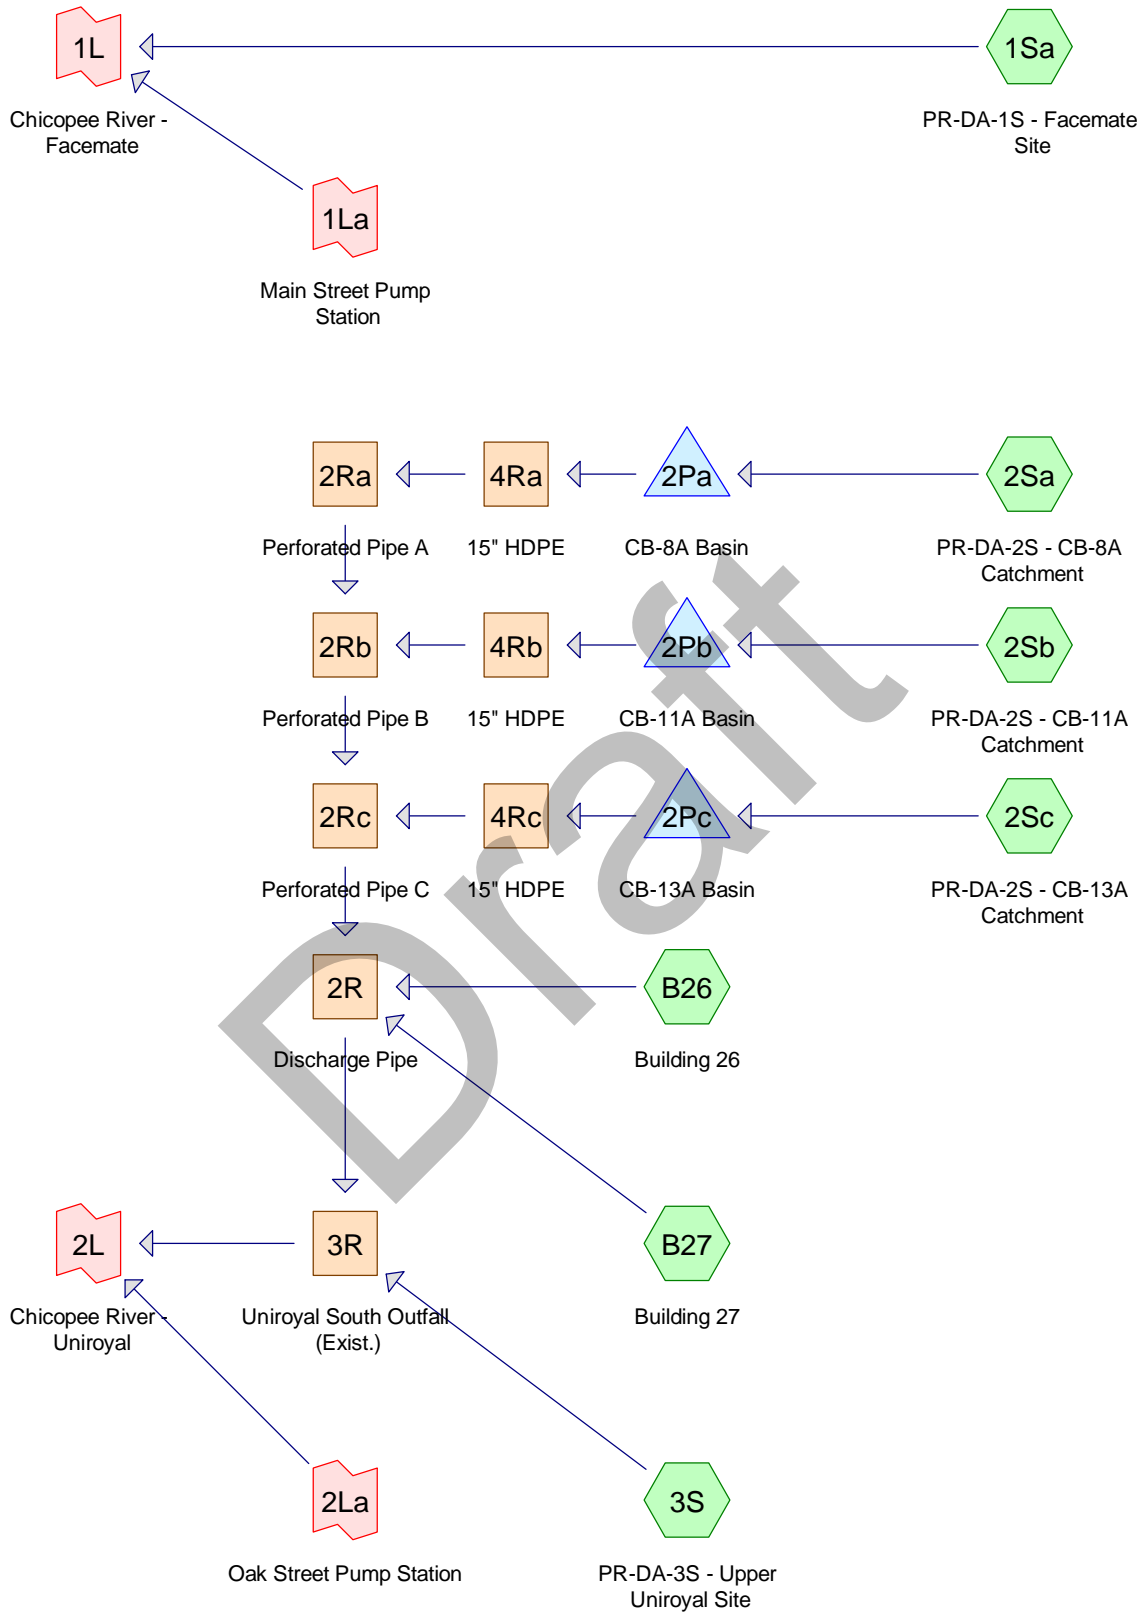 1L
1Sa
Chicopee River -
Facemate
PR-DA-1S - Facemate
Site
1La
Main Street Pump
Station
2Ra
4Ra
2Pa
2Sa
Perforated Pipe A
15" HDPE
CB-8A Basin
PR-DA-2S - CB-8A
Catchment
2Rb
4Rb
2Pb
2Sb
Perforated Pipe B
15" HDPE
CB-11A Basin
PR-DA-2S - CB-11A
Catchment
2Rc
4Rc
2Pc
2Sc
Perforated Pipe C
15" HDPE
CB-13A Basin
PR-DA-2S - CB-13A
Catchment
Draft
2R
B26
Discharge Pipe
Building 26
2L
3R
B27
Chicopee River -
Uniroyal
Uniroyal South Outfall
(Exist.)
Building 27
2La
3S
Oak Street Pump Station
PR-DA-3S - Upper
Uniroyal Site